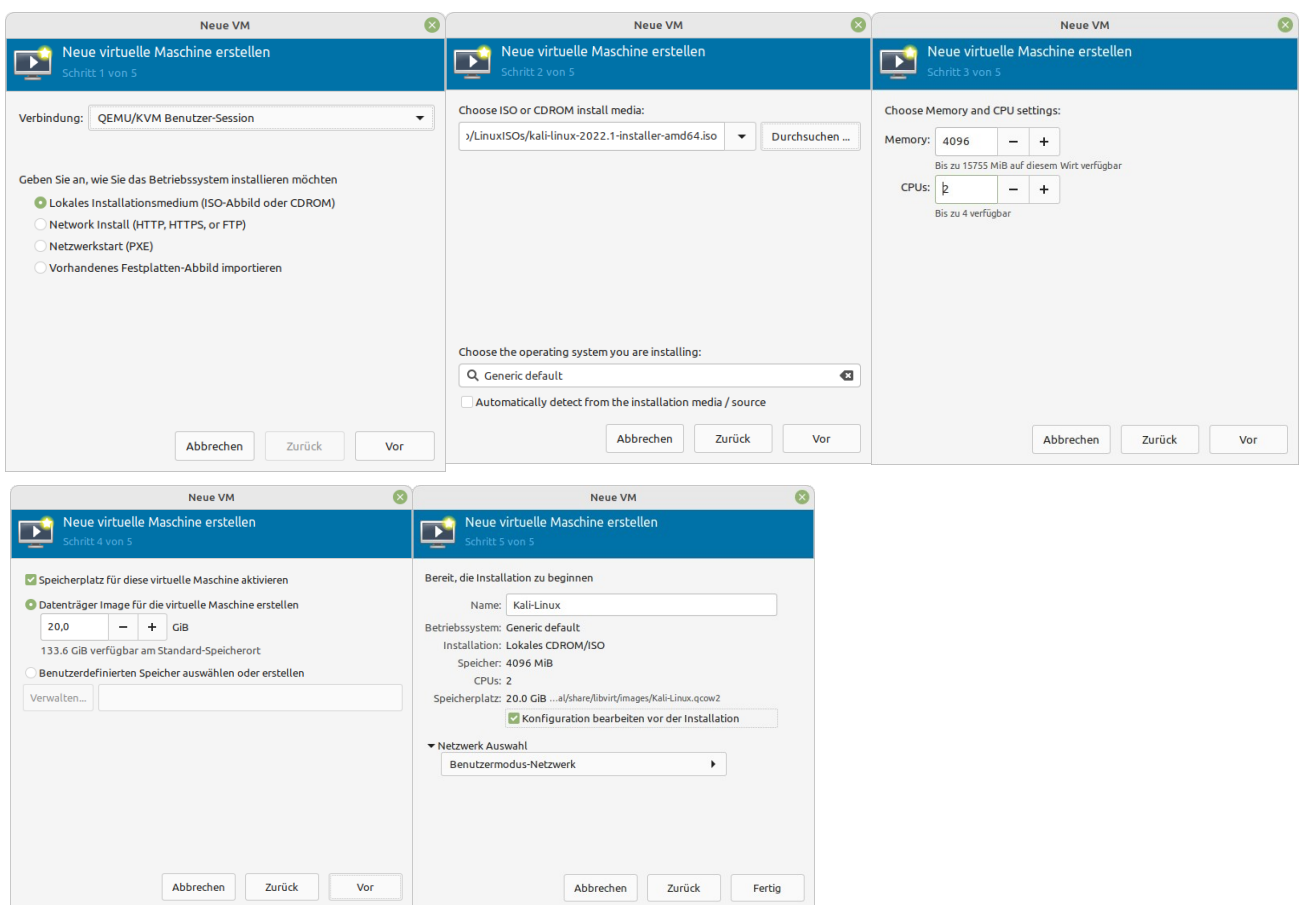 Neue VM
Neue virtuelle Maschine erstellen
Schritt 1 von 5
Verbindung: QEMU/KVM Benutzer-Session
Geben Sie an, wie Sie das Betriebssystem installieren möchten
Lokales Installationsmedium (ISO-Abbild oder CDROM)
Network Install (HTTP, HTTPS, or FTP)
Netzwerkstart (PXE)
Vorhandenes Festplatten-Abbild importieren
Abbrechen Zurück Vor
Neue VM
Neue virtuelle Maschine erstellen
Schritt 2 von 5
Choose ISO or CDROM install media:
/LinuxISOs/kali-linux-2022.1-installer-amd64.iso Durchsuchen ...
Choose the operating system you are installing:
Generic default
Automatically detect from the installation media / source
Abbrechen Zurück Vor
Neue VM
Neue virtuelle Maschine erstellen
Schritt 3 von 5
Choose Memory and CPU settings:
Memory: 4096 − +
Bis zu 15755 MiB auf diesem Wirt verfügbar
CPUs: 2 − +
Bis zu 4 verfügbar
Abbrechen Zurück Vor
Neue VM
Neue virtuelle Maschine erstellen
Schritt 4 von 5
Speicherplatz für diese virtuelle Maschine aktivieren
Datenträger Image für die virtuelle Maschine erstellen
20,0 − + GiB
133.6 GiB verfügbar am Standard-Speicherort
Benutzerdefinierten Speicher auswählen oder erstellen
Verwalten...
Abbrechen Zurück Vor
Neue VM
Neue virtuelle Maschine erstellen
Schritt 5 von 5
Bereit, die Installation zu beginnen
Name: Kali-Linux
Betriebssystem: Generic default
Installation: Lokales CDROM/ISO
Speicher: 4096 MiB
CPUs: 2
Speicherplatz: 20.0 GiB ...al/share/libvirt/images/Kali-Linux.qcow2
Konfiguration bearbeiten vor der Installation
Netzwerk Auswahl
Benutzermodus-Netzwerk
Abbrechen Zurück Fertig